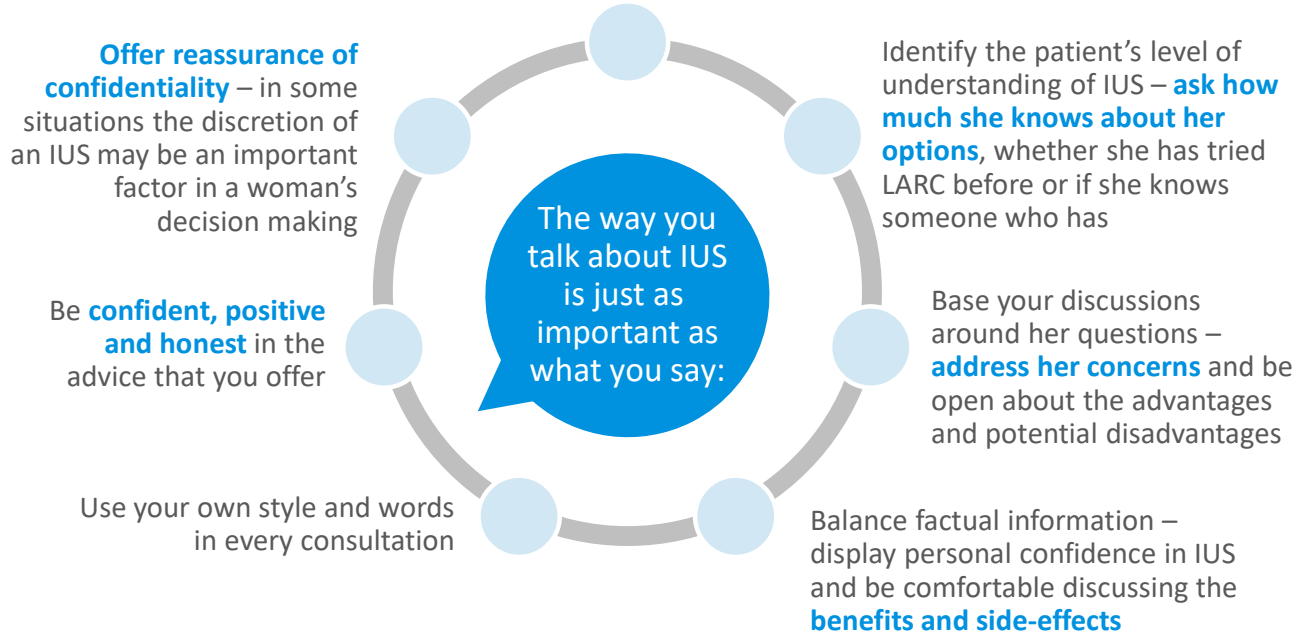 The way you
talk about IUS
is just as
important as
what you say:
Identify the patient's level of
understanding of IUS – ask how
much she knows about her
options, whether she has tried
LARC before or if she knows
someone who has
Base your discussions
around her questions –
address her concerns and be
open about the advantages
and potential disadvantages
Balance factual information –
display personal confidence in IUS
and be comfortable discussing the
benefits and side-effects
Use your own style and words
in every consultation
Be confident, positive
and honest in the
advice that you offer
Offer reassurance of
confidentiality – in some
situations the discretion of
an IUS may be an important
factor in a woman's
decision making